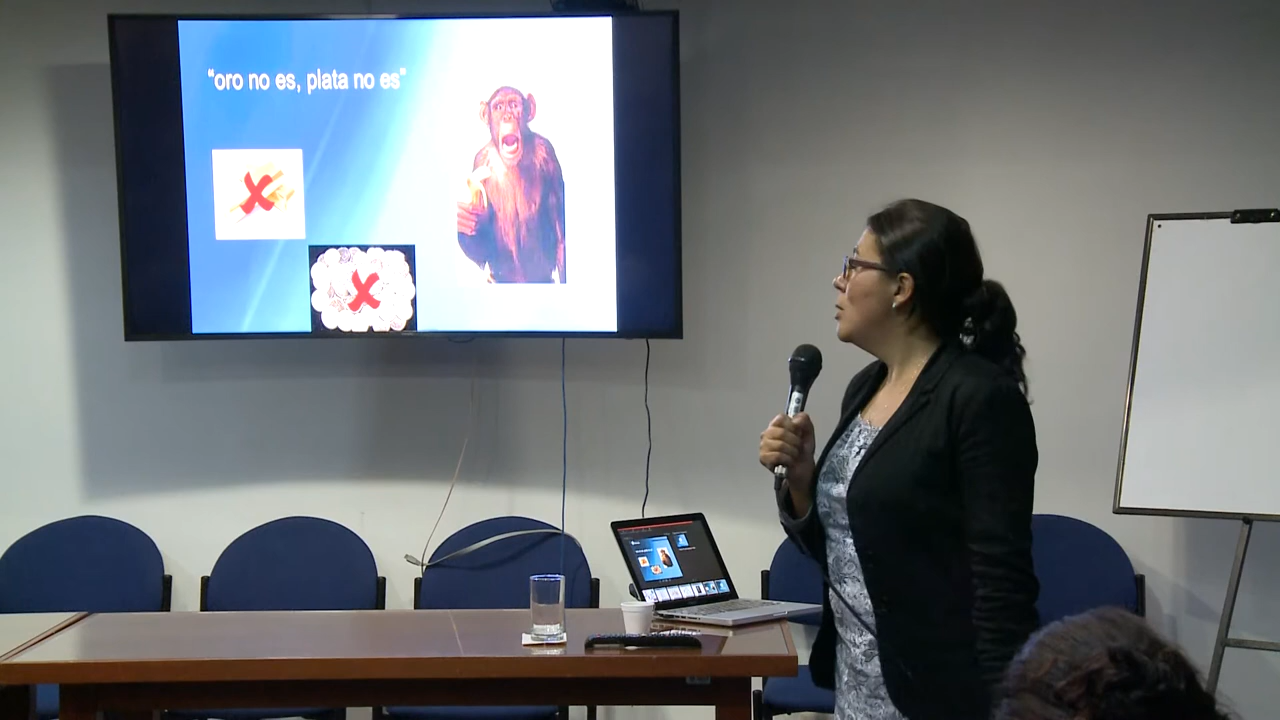 “oro no es, plata no es”